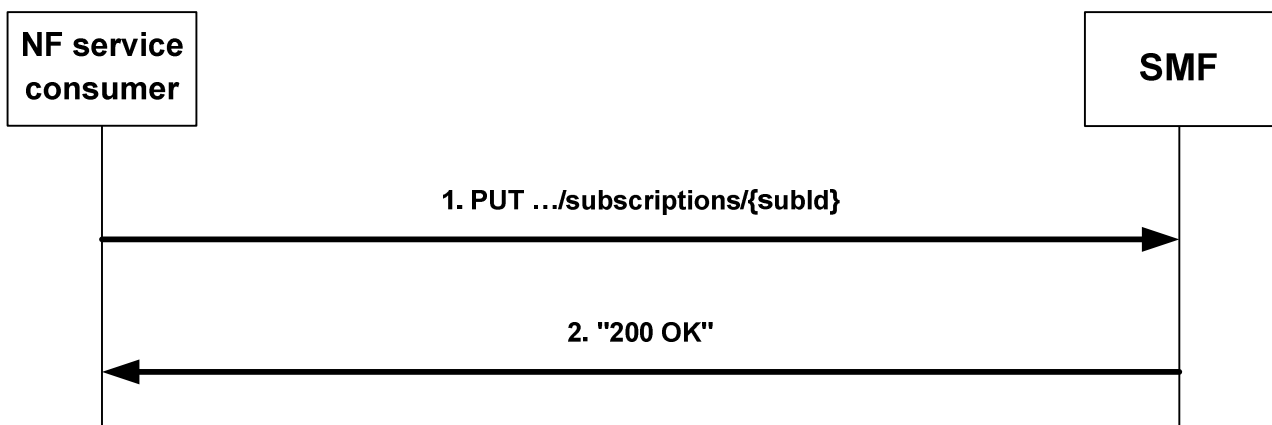 NF service
consumer
SMF
1. PUT …/subscriptions/{subId}
2. "200 OK"